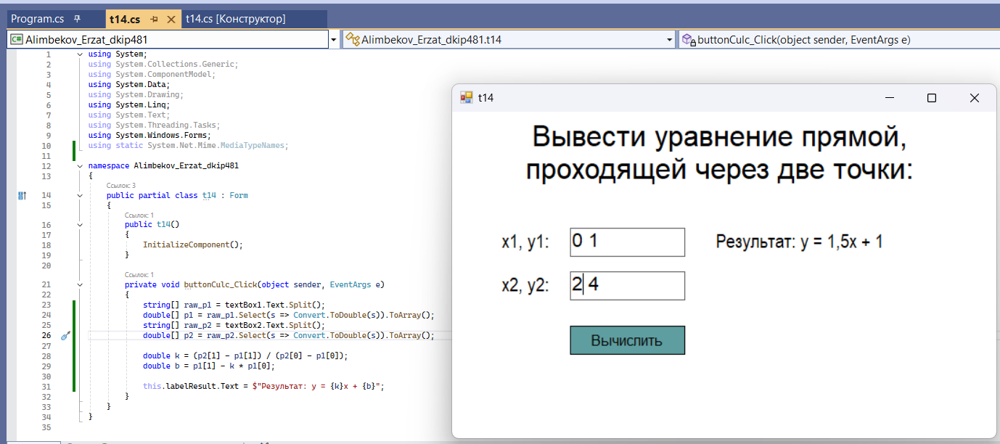 Program.cs
t14.cs
t14.cs [Конструктор]
Alimbekov_Erzat_dkip481
Alimbekov_Erzat_dkip481.t14
buttonCulc_Click(object sender, EventArgs e)
1 using System;
2 using System.Collections.Generic;
3 using System.ComponentModel;
4 using System.Data;
5 using System.Drawing;
6 using System.Linq;
7 using System.Text;
8 using System.Threading.Tasks;
9 using System.Windows.Forms;
10 using static System.Net.Mime.MediaTypeNames;
11
12 namespace Alimbekov_Erzat_dkip481
13 {
Ссылок: 3
14 public partial class t14 : Form
15 {
Ссылок: 1
16 public t14()
17 {
18 InitializeComponent();
19 }
20
Ссылок: 1
21 private void buttonCulc_Click(object sender, EventArgs e)
22 {
23 string[] raw_p1 = textBox1.Text.Split();
24 double[] p1 = raw_p1.Select(s => Convert.ToDouble(s)).ToArray();
25 string[] raw_p2 = textBox2.Text.Split();
26 double[] p2 = raw_p2.Select(s => Convert.ToDouble(s)).ToArray();
27
28 double k = (p2[1] - p1[1]) / (p2[0] - p1[0]);
29 double b = p1[1] - k * p1[0];
30
31 this.labelResult.Text = $"Результат: y = {k}x + {b}";
32 }
33 }
34 }
35
t14
Вывести уравнение прямой,
проходящей через две точки:
x1, y1: 0 1 Результат: y = 1,5x + 1
x2, y2: 2 4
Вычислить